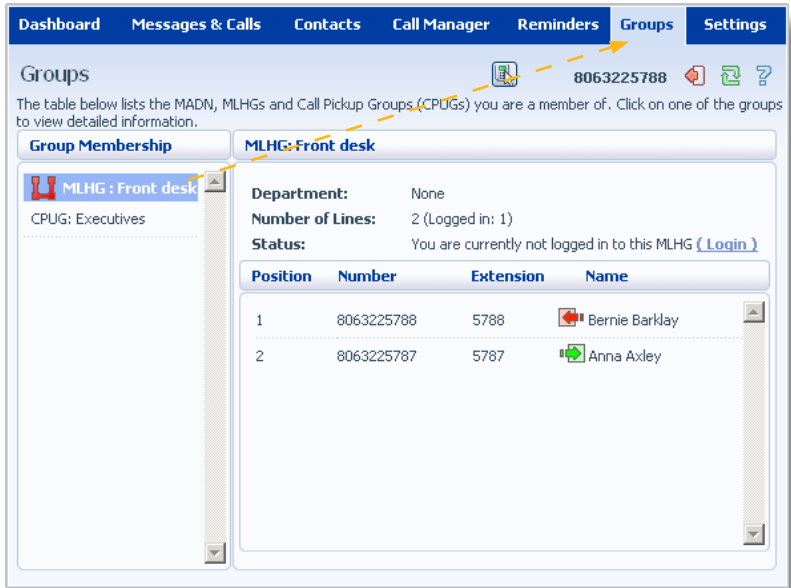 Dashboard Messages & Calls Contacts Call Manager Reminders Groups Settings
Groups 8063225788
The table below lists the MADN, MLHGs and Call Pickup Groups (CPUGs) you are a member of. Click on one of the groups
to view detailed information.
Group Membership
MLHG : Front desk
CPUG: Executives
MLHG: Front desk
Department: None
Number of Lines: 2 (Logged in: 1)
Status: You are currently not logged in to this MLHG ( Login )
Position Number Extension Name
1 8063225788 5788 Bernie Barklay
2 8063225787 5787 Anna Axley